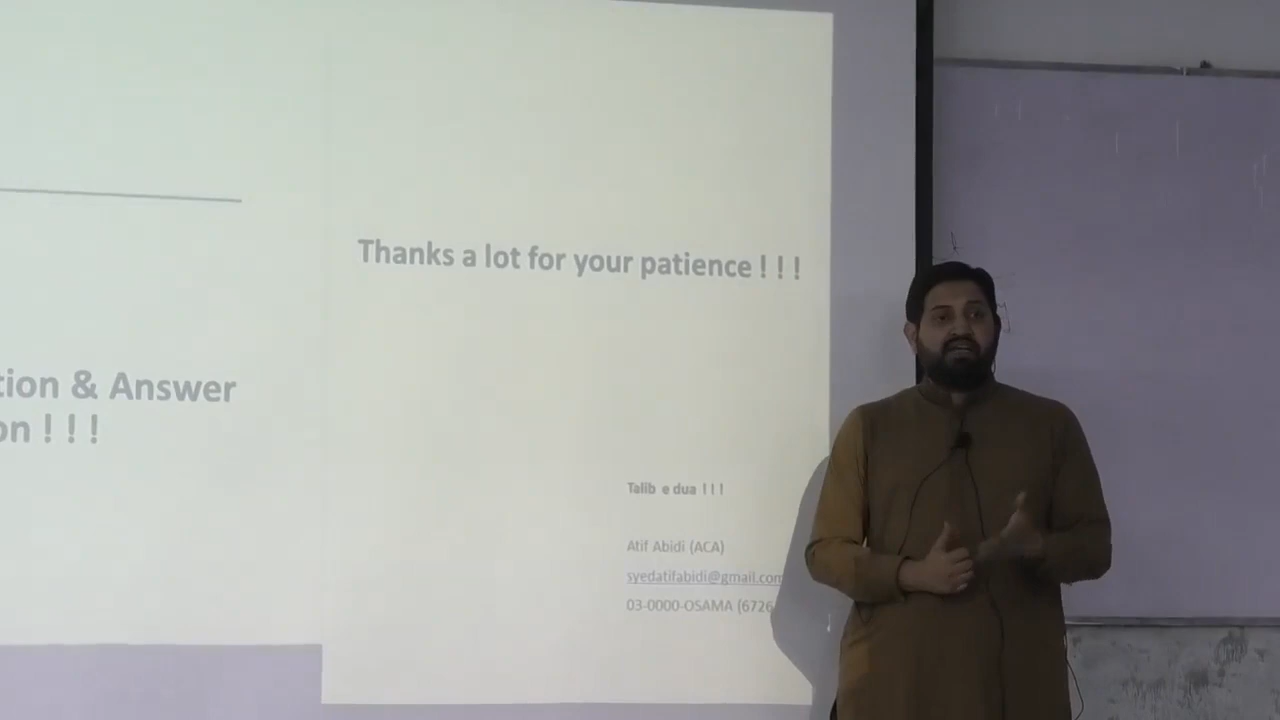 tion & Answer
on ! ! !
Thanks a lot for your patience ! ! !
Talib e dua ! ! !
Atif Abidi (ACA)
syedatifabidi@gmail.com
03-0000-OSAMA (6726